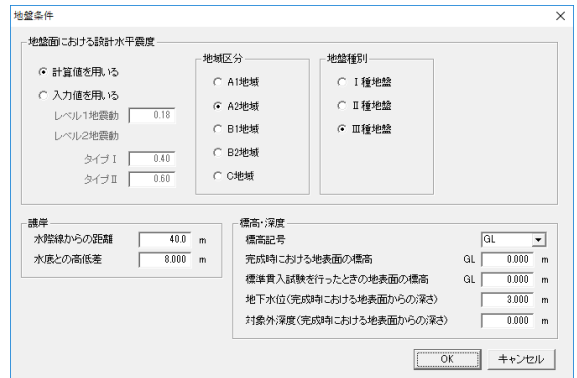 地盤条件
地盤面における設計水平震度
計算値を用いる
入力値を用いる
レベル1地震動 0.18
レベル2地震動
タイプⅠ 0.40
タイプⅡ 0.60
地域区分
A1地域
A2地域
B1地域
B2地域
C地域
地盤種別
Ⅰ種地盤
Ⅱ種地盤
Ⅲ種地盤
護岸
水際線からの距離 40.0 m
水底との高低差 8.000 m
標高・深度
標高記号 GL
完成時における地表面の標高 GL 0.000 m
標準貫入試験を行ったときの地表面の標高 GL 0.000 m
地下水位(完成時における地表面からの深さ) 3.000 m
対象外深度(完成時における地表面からの深さ) 0.000 m
OK キャンセル